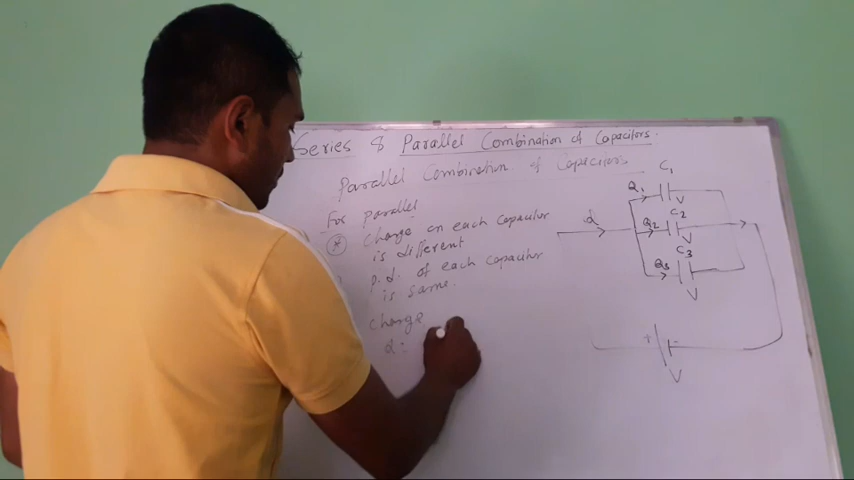 Series & Parallel Combination of Capacitors.
Parallel Combination of Capacitors
For parallel
* Charge on each capacitor
is different
P.d. of each capacitor
is same.
Charge
Q:
Q
Q1 C1 V
Q2 C2 V
Q3 C3 V
+ -
V